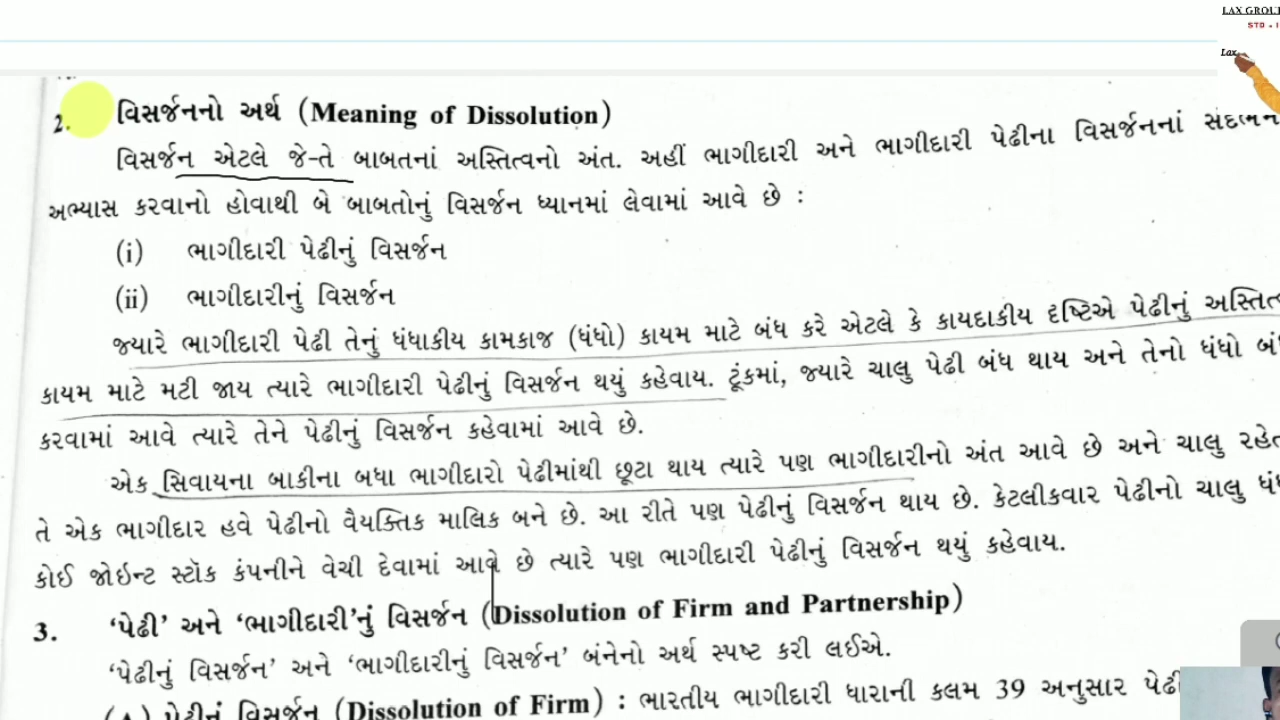 LAX GROUP
STD - 1
Lax
2. વિસર્જનનો અર્થ (Meaning of Dissolution)
વિસર્જન એટલે જે-તે બાબતનાં અસ્તિત્વનો અંત. અહીં ભાગીદારી અને ભાગીદારી પેઢીના વિસર્જનનાં
અભ્યાસ કરવાનો હોવાથી બે બાબતોનું વિસર્જન ધ્યાનમાં લેવામાં આવે છે :
(i) ભાગીદારી પેઢીનું વિસર્જન
(ii) ભાગીદારીનું વિસર્જન
જ્યારે ભાગીદારી પેઢી તેનું ધંધાકીય કામકાજ (ધંધો) કાયમ માટે બંધ કરે એટલે કે કાયદાકીય દૃષ્ટિએ પેઢીનું
કાયમ માટે મટી જાય ત્યારે ભાગીદારી પેઢીનું વિસર્જન થયું કહેવાય. ટૂંકમાં, જ્યારે ચાલુ પેઢી બંધ થાય અને તેનો ધંધો
કરવામાં આવે ત્યારે તેને પેઢીનું વિસર્જન કહેવામાં આવે છે.
એક સિવાયના બાકીના બધા ભાગીદારો પેઢીમાંથી છૂટા થાય ત્યારે પણ ભાગીદારીનો અંત આવે છે અને ચાલુ
તે એક ભાગીદાર હવે પેઢીનો વૈયક્તિક માલિક બને છે. આ રીતે પણ પેઢીનું વિસર્જન થાય છે. કેટલીકવાર પેઢીનો ચાલુ
કોઈ જોઇન્ટ સ્ટૉક કંપનીને વેચી દેવામાં આવે છે ત્યારે પણ ભાગીદારી પેઢીનું વિસર્જન થયું કહેવાય.
3. ‘પેઢી’ અને ‘ભાગીદારી’નું વિસર્જન (Dissolution of Firm and Partnership)
‘પેઢીનું વિસર્જન’ અને ‘ભાગીદારીનું વિસર્જન’ બંનેનો અર્થ સ્પષ્ટ કરી લઈએ.
(A) પેઢીનું વિસર્જન (Dissolution of Firm) : ભારતીય ભાગીદારી ધારાની કલમ 39 અનુસાર